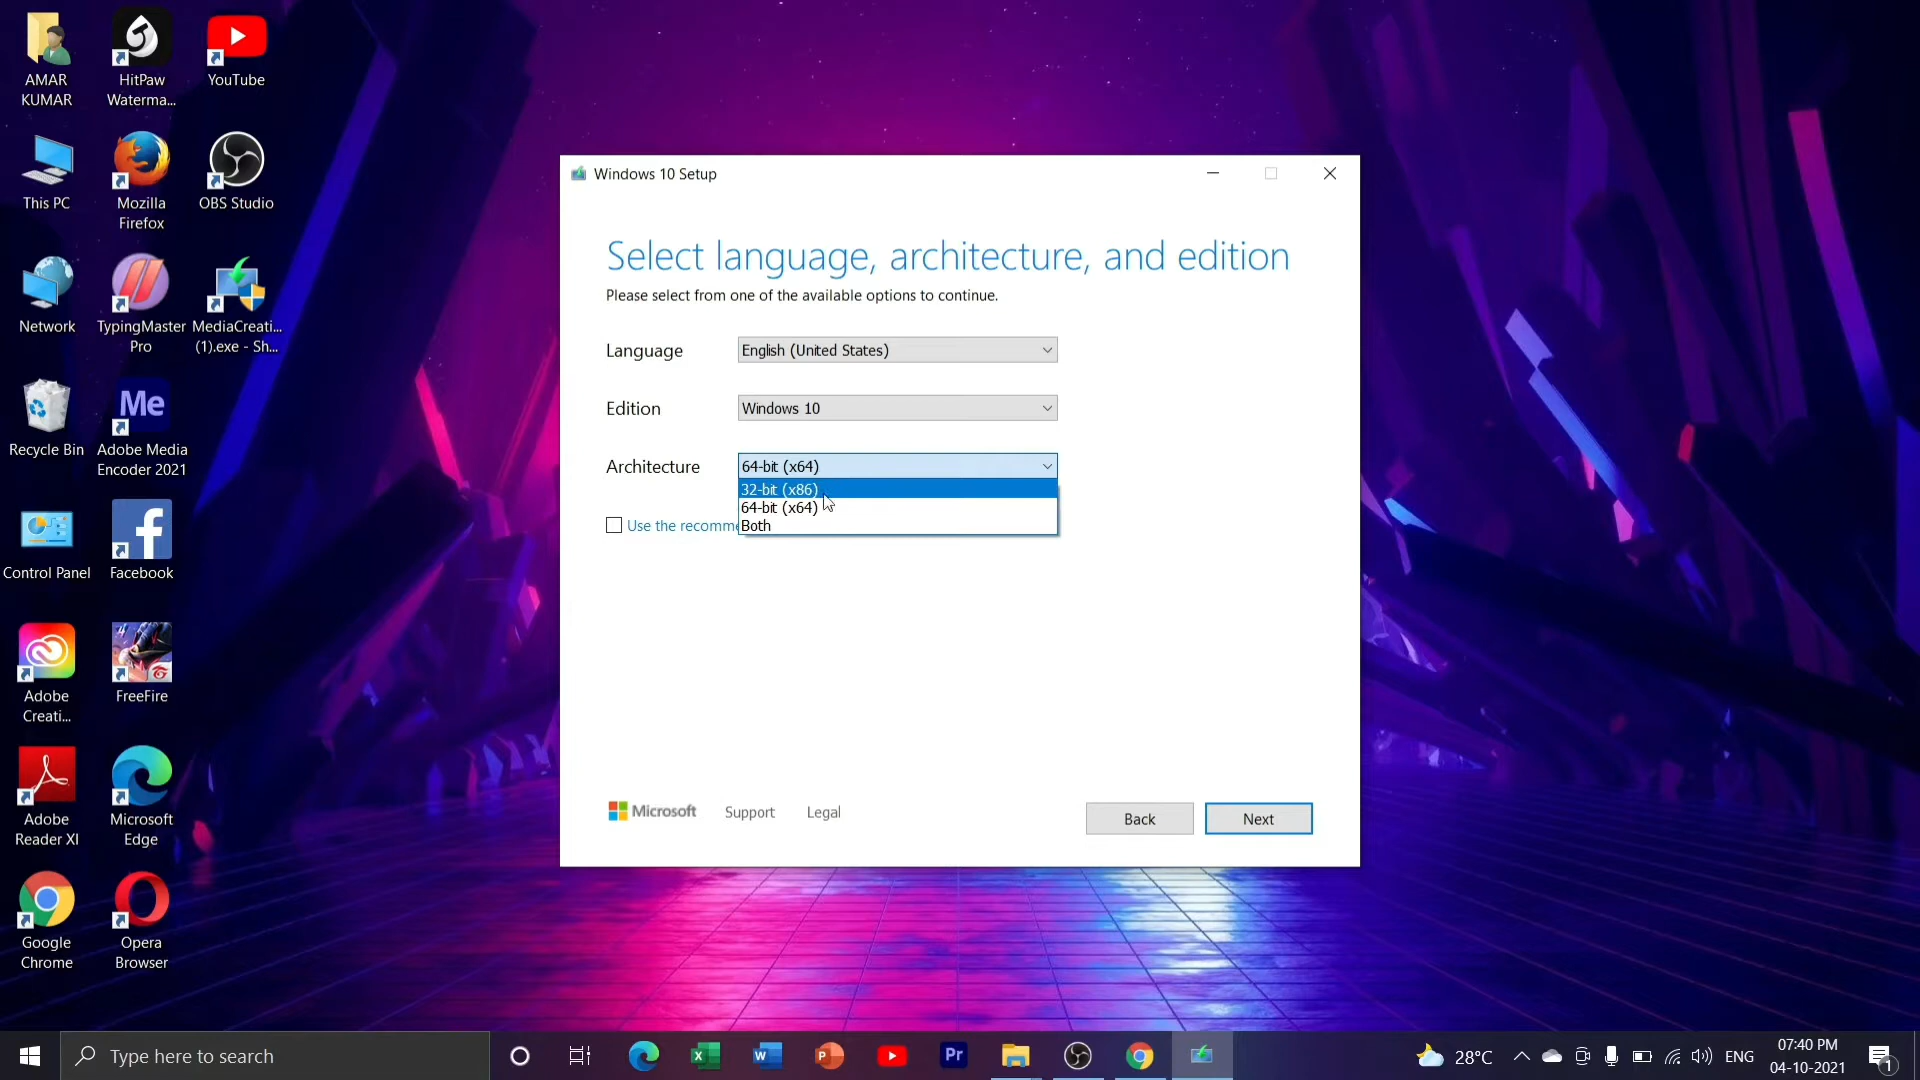 AMAR
KUMAR
HitPaw
Waterma...
YouTube
This PC
Mozilla
Firefox
OBS Studio
Network
TypingMaster
Pro
MediaCreati...
(1).exe - Sh...
Recycle Bin
Me
Adobe Media
Encoder 2021
Control Panel
Facebook
Adobe
Creati...
FreeFire
Adobe
Reader XI
Microsoft
Edge
Google
Chrome
Opera
Browser
Windows 10 Setup
Select language, architecture, and edition
Please select from one of the available options to continue.
Language
English (United States)
Edition
Windows 10
Architecture
64-bit (x64)
32-bit (x86)
64-bit (x64)
Both
Use the recomme
Microsoft
Support
Legal
Back
Next
Type here to search
Pr
28°C
ENG
07:40 PM
04-10-2021
1